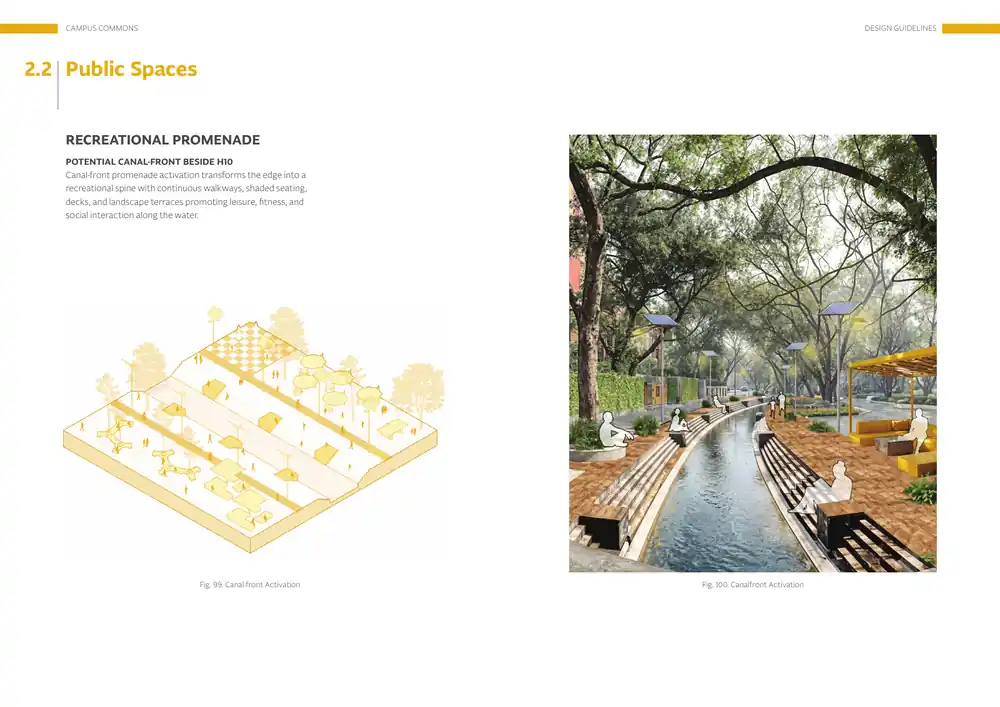 CAMPUS COMMONS
DESIGN GUIDELINES
2.2 Public Spaces
RECREATIONAL PROMENADE
POTENTIAL CANAL-FRONT BESIDE H10
Canal-front promenade activation transforms the edge into a
recreational spine with continuous walkways, shaded seating,
decks, and landscape terraces promoting leisure, fitness, and
social interaction along the water.
Fig. 99. Canal-front Activation
Fig. 100. Canalfront Activation